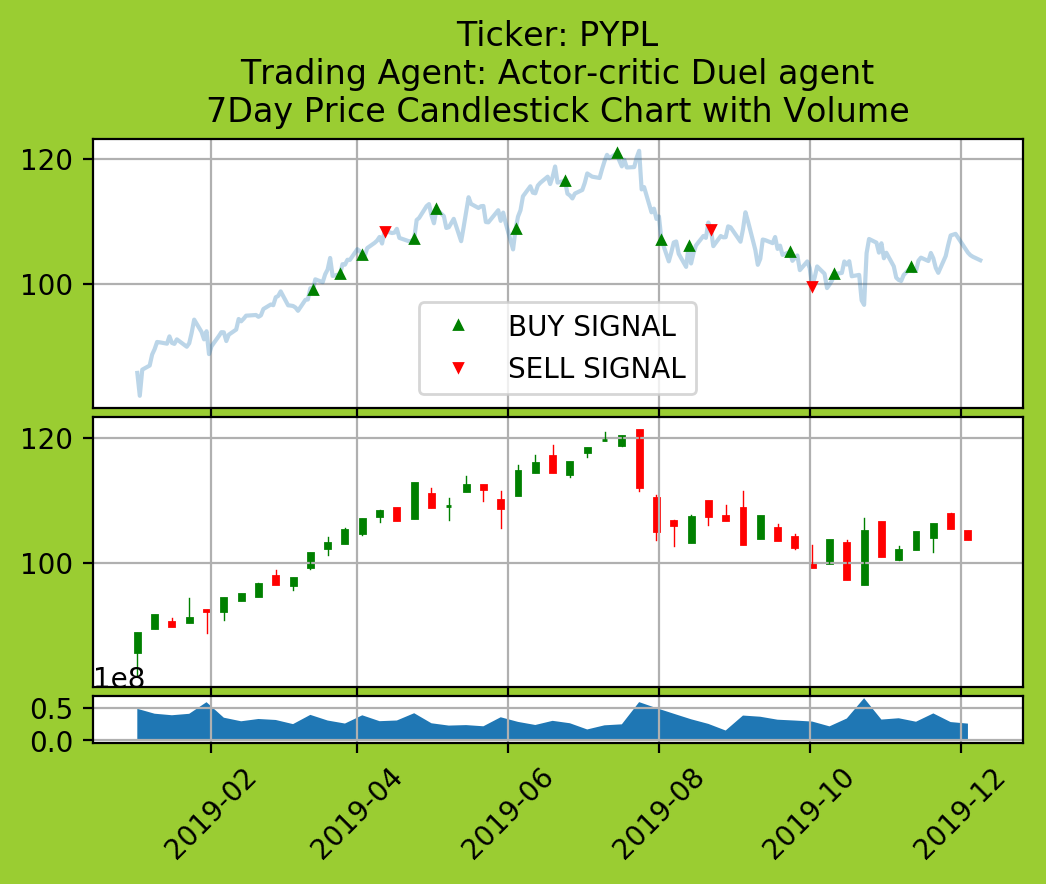 Ticker: PYPL
Trading Agent: Actor-critic Duel agent
7Day Price Candlestick Chart with Volume
120
100
BUY SIGNAL
SELL SIGNAL
120
100
1e8
0.5
0.0
2019-02
2019-04
2019-06
2019-08
2019-10
2019-12